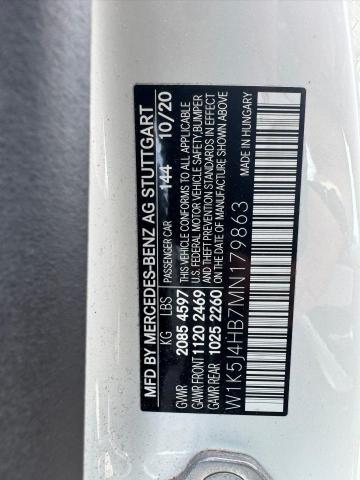 MFD BY MERCEDES-BENZ AG STUTTGART
KG LBS PASSENGER CAR 144 10/20
GVWR 2085 4597 THIS VEHICLE CONFORMS TO ALL APPLICABLE
GAWR FRONT 1120 2469 U.S. FEDERAL MOTOR VEHICLE SAFETY, BUMPER
GAWR REAR 1025 2260 AND THEFT PREVENTION STANDARDS IN EFFECT
ON THE DATE OF MANUFACTURE SHOWN ABOVE
W1K5J4HB7MN179863 MADE IN HUNGARY